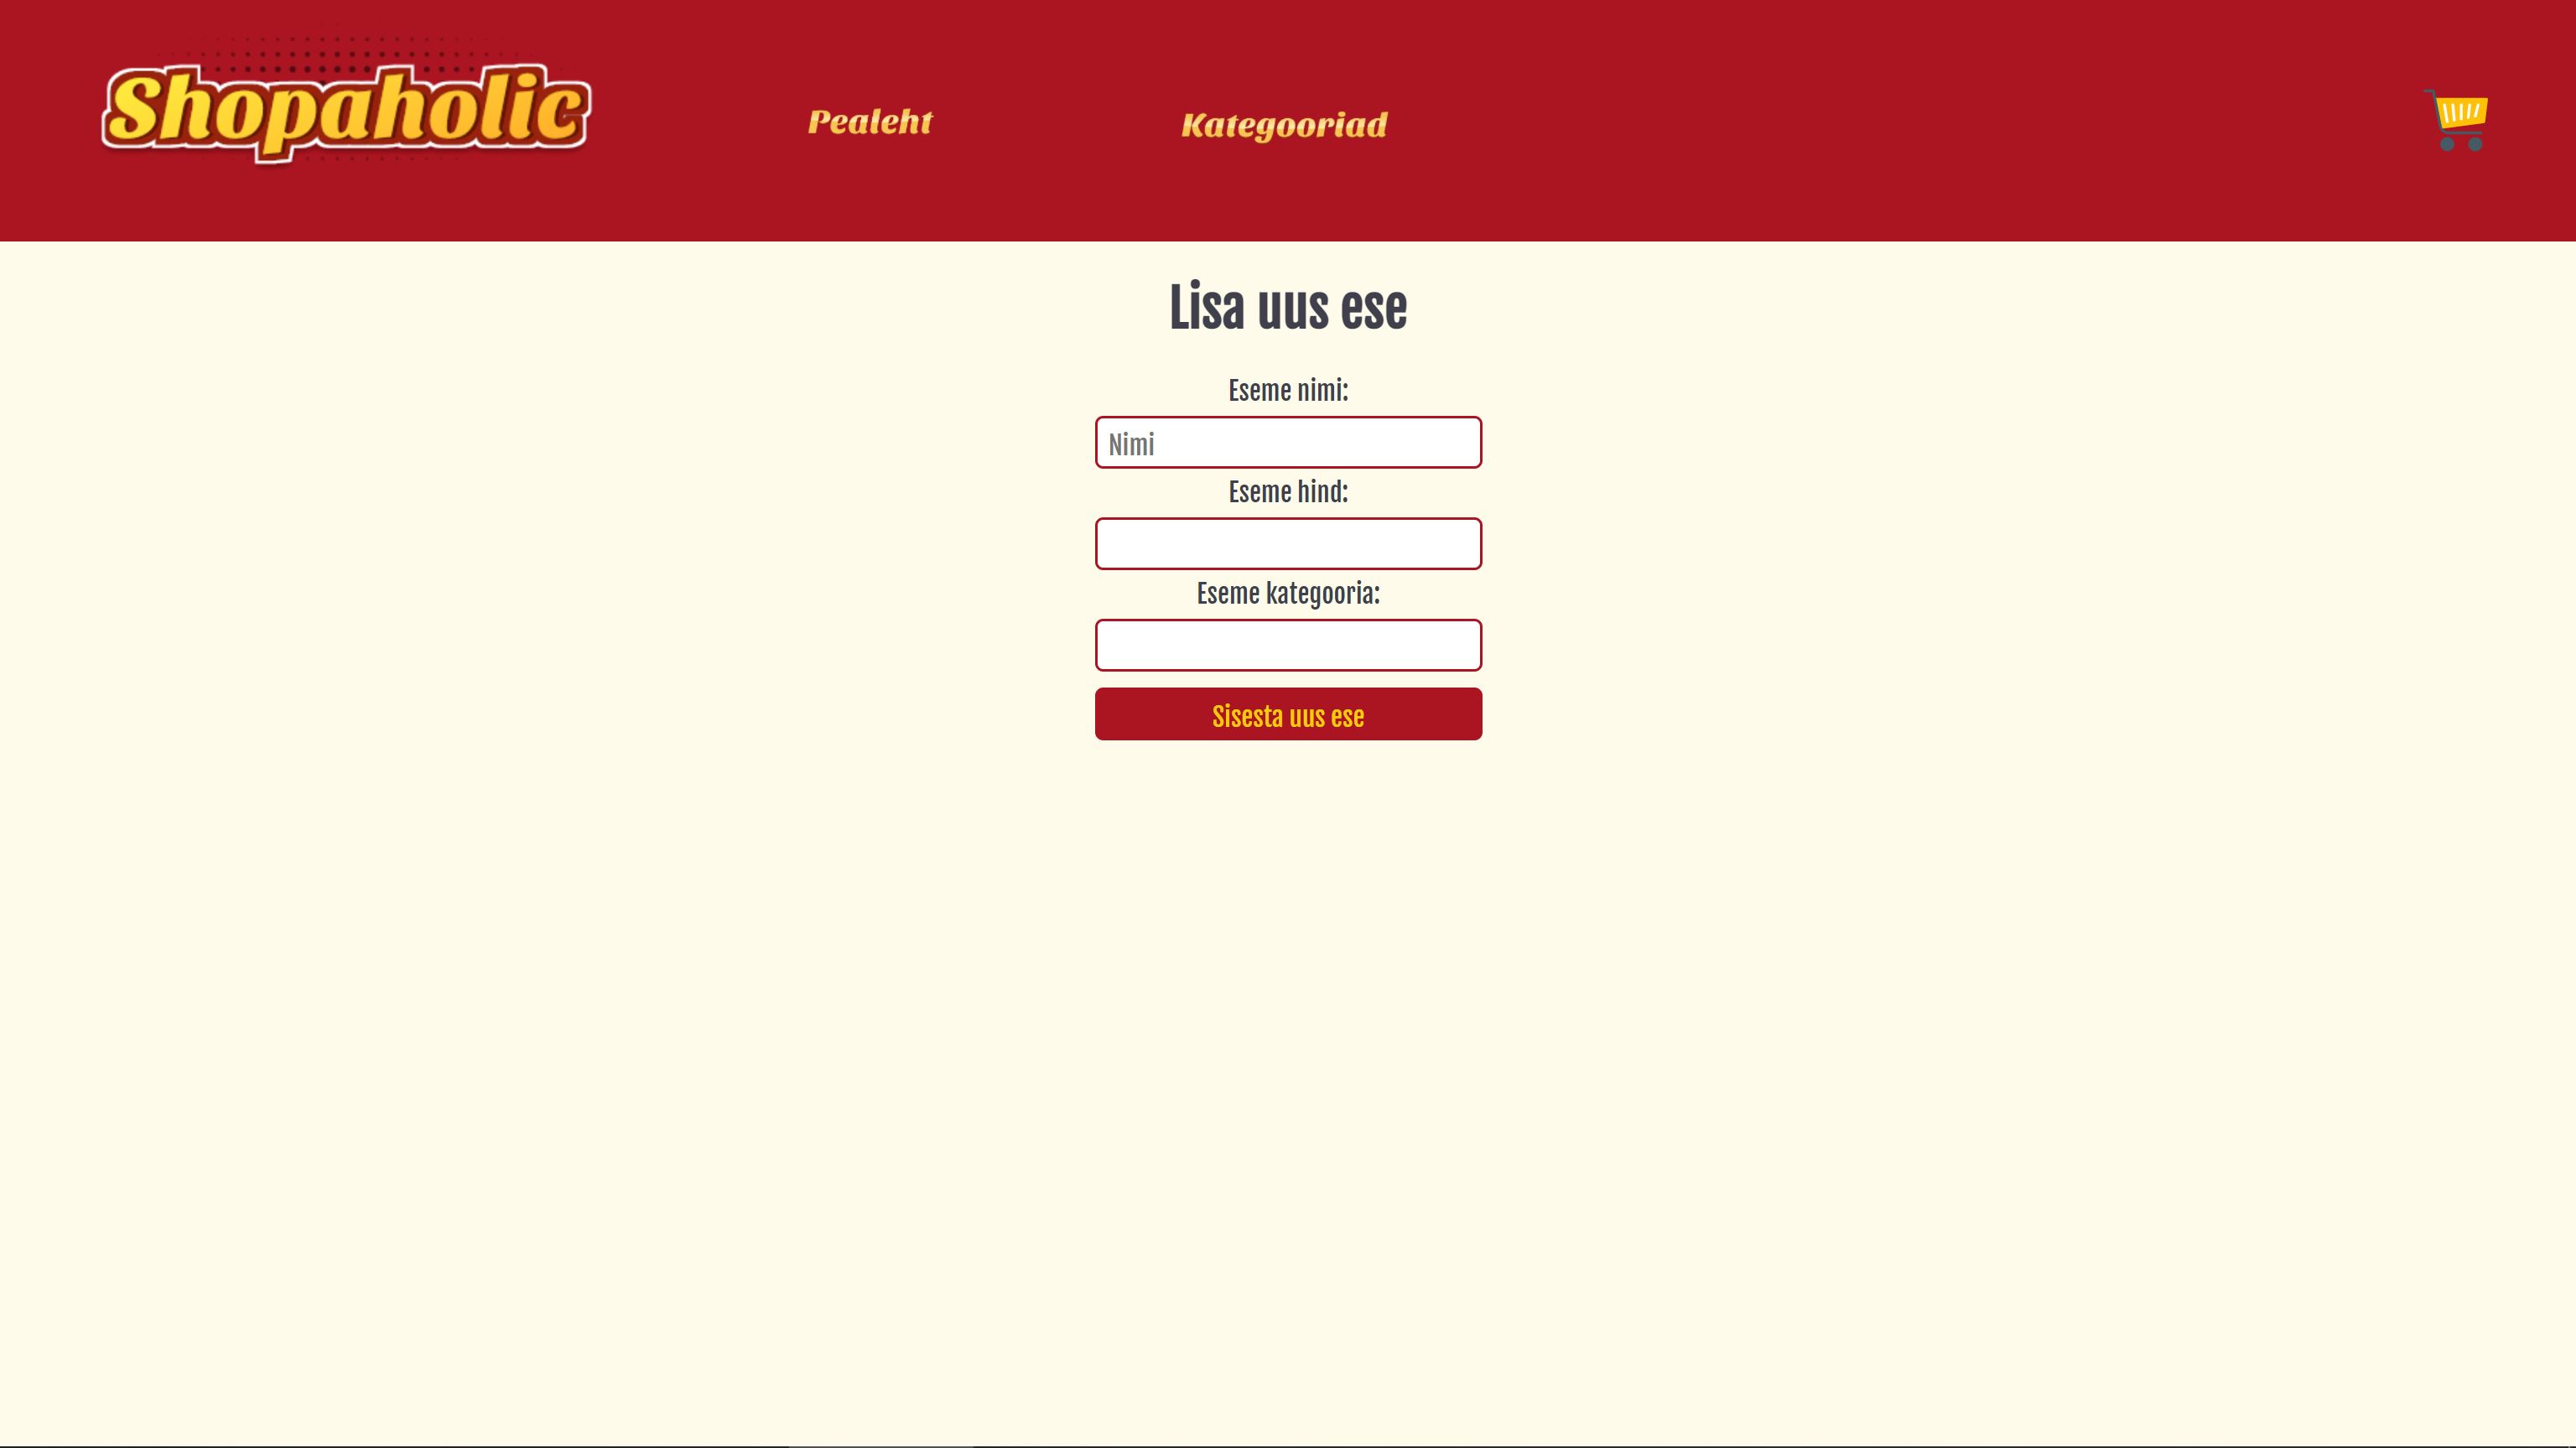 Shopaholic
Pealeht
Kategooriad
Lisa uus ese
Eseme nimi:
Nimi
Eseme hind:
Eseme kategooria:
Sisesta uus ese